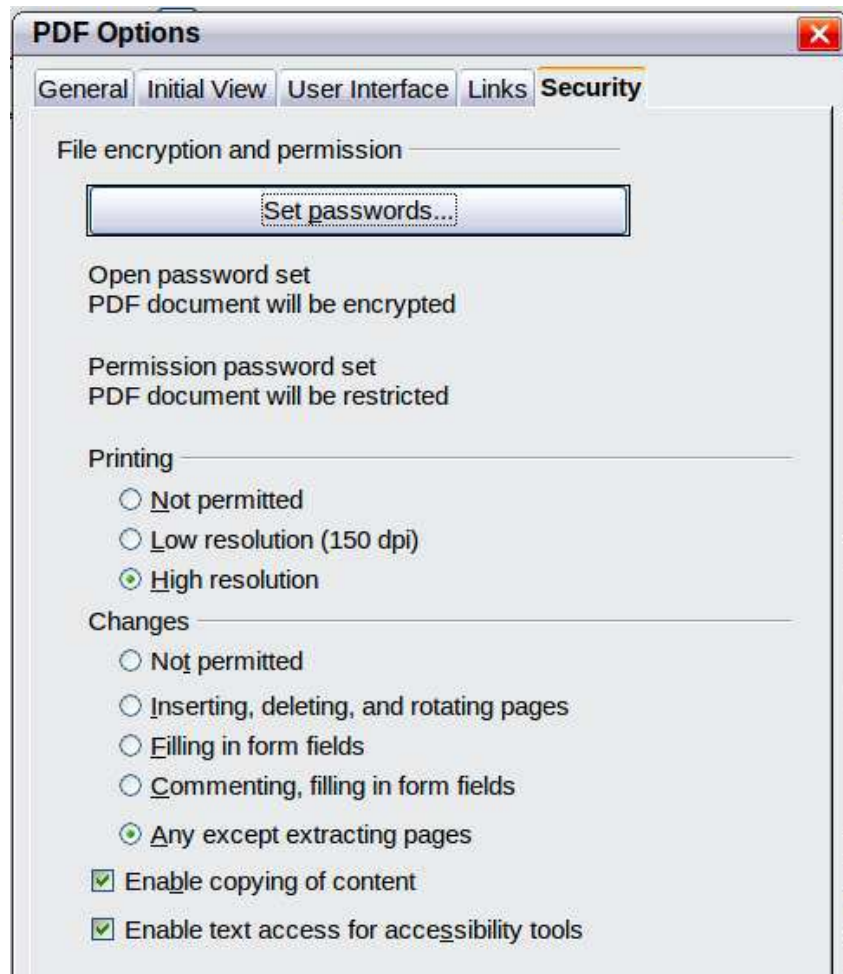 PDF Options
General Initial View User Interface Links Security
File encryption and permission
Set passwords...
Open password set
PDF document will be encrypted
Permission password set
PDF document will be restricted
Printing
Not permitted
Low resolution (150 dpi)
High resolution
Changes
Not permitted
Inserting, deleting, and rotating pages
Filling in form fields
Commenting, filling in form fields
Any except extracting pages
Enable copying of content
Enable text access for accessibility tools